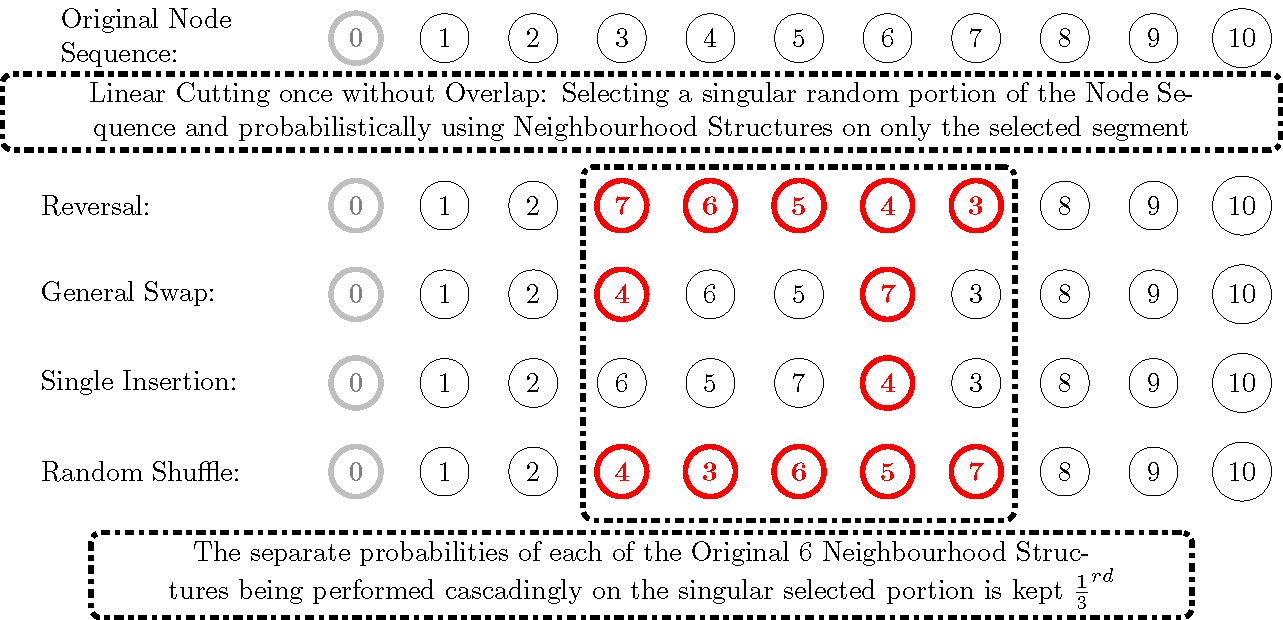 Original Node
Sequence:
0 1 2 3 4 5 6 7 8 9 10
Linear Cutting once without Overlap: Selecting a singular random portion of the Node Se-
quence and probabilistically using Neighbourhood Structures on only the selected segment
Reversal: 0 1 2 7 6 5 4 3 8 9 10
General Swap: 0 1 2 4 6 5 7 3 8 9 10
Single Insertion: 0 1 2 6 5 7 4 3 8 9 10
Random Shuffle: 0 1 2 4 3 6 5 7 8 9 10
The separate probabilities of each of the Original 6 Neighbourhood Struc-
tures being performed cascadingly on the singular selected portion is kept 1/3 rd